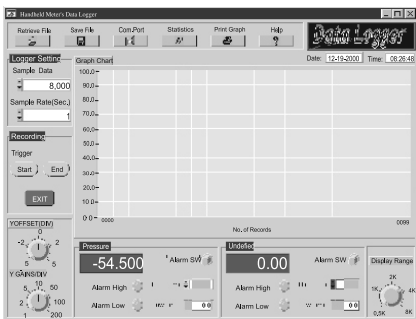 Handheld Meter's Data Logger
Retrieve File Save File Com.Port Statistics Print Graph Help
Data Logger
Date: 12-19-2000 Time: 08:26:48
Logger Setting
Sample Data
8,000
Sample Rate(Sec,)
1
Recording
Trigger
Start End
EXIT
Graph Chart
100.0-
90.0-
80.0-
70.0-
60.0-
50.0-
40.0-
30.0-
20.0-
10.0-
0.0-
0000 0099
No. of Records
YOFFSET(DIV)
0
-2 2
5 5
Y GAINS/DIV
10 50
5 100
200
Pressure
-54.500
Alarm SW
Alarm High
Alarm Low
Undefied
0.00
Alarm SW
Alarm High
Alarm Low
0.0
Display Range
2K
1K 4K
0,5K 8K